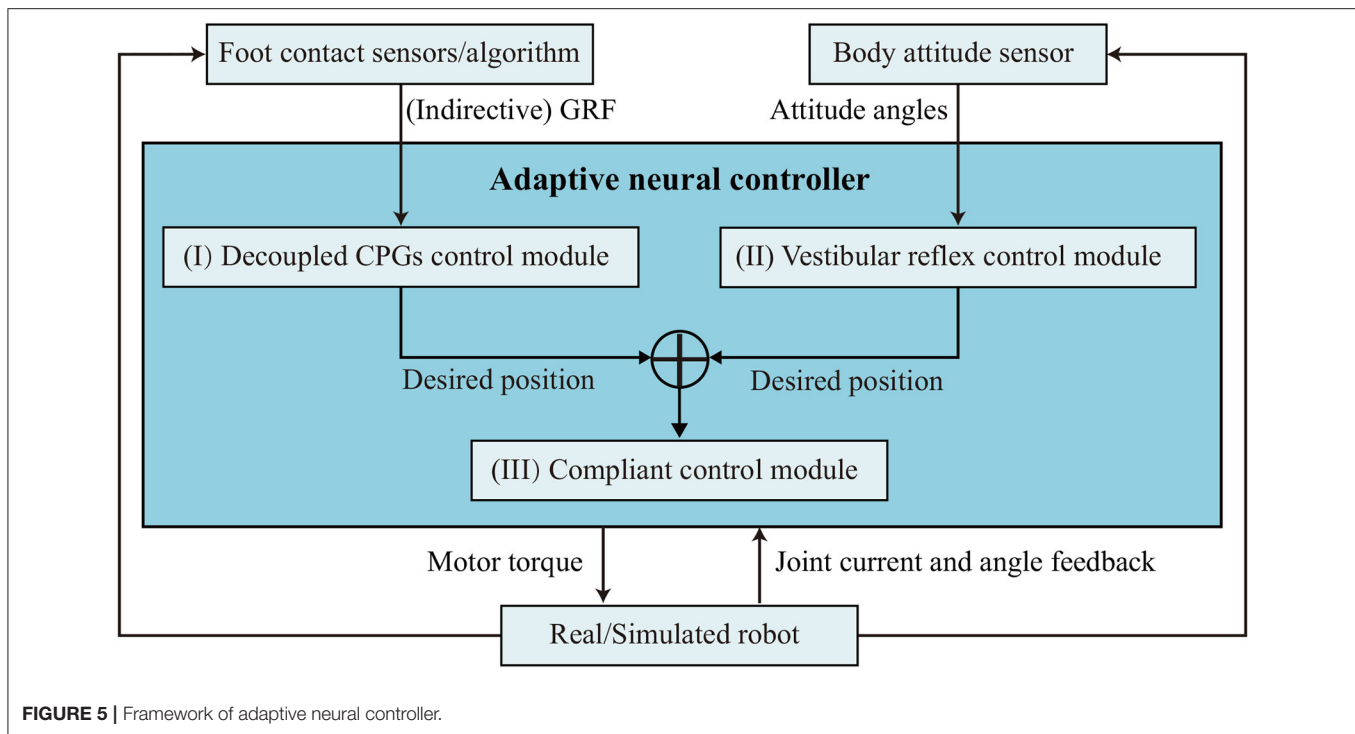 Foot contact sensors/algorithm
Body attitude sensor
(Indirective) GRF
Attitude angles
Adaptive neural controller
(I) Decoupled CPGs control module
(II) Vestibular reflex control module
Desired position
Desired position
(III) Compliant control module
Motor torque
Joint current and angle feedback
Real/Simulated robot
FIGURE 5 | Framework of adaptive neural controller.